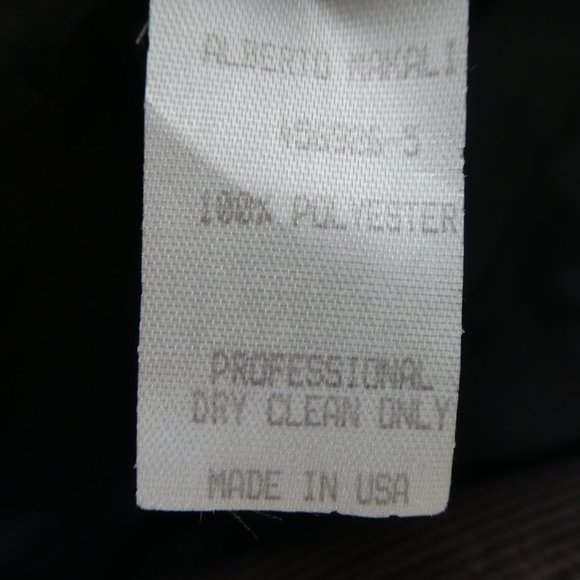 ALBERTO MAKALI
100% POLYESTER
PROFESSIONAL
DRY CLEAN ONLY
MADE IN USA